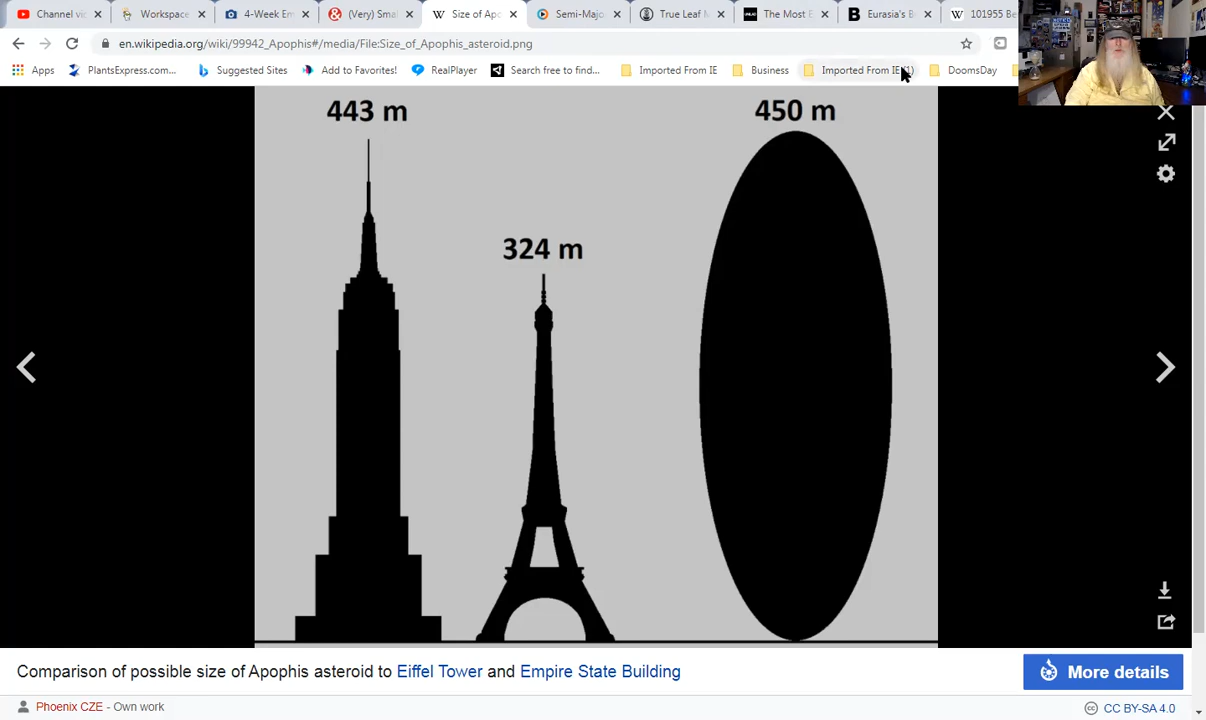 Channel vi
Workspace
4-Week Em
(Very) Smal
Size of Apo
Semi-Majo
True Leaf M
The Most E
Eurasia's B
101955 Be
en.wikipedia.org/wiki/99942_Apophis#/media/File:Size_of_Apophis_asteroid.png
Apps
PlantsExpress.com...
Suggested Sites
Add to Favorites!
RealPlayer
Search free to find...
Imported From IE
Business
Imported From IE (1)
DoomsDay
443 m
450 m
324 m
Comparison of possible size of Apophis asteroid to Eiffel Tower and Empire State Building
More details
Phoenix CZE - Own work
CC BY-SA 4.0